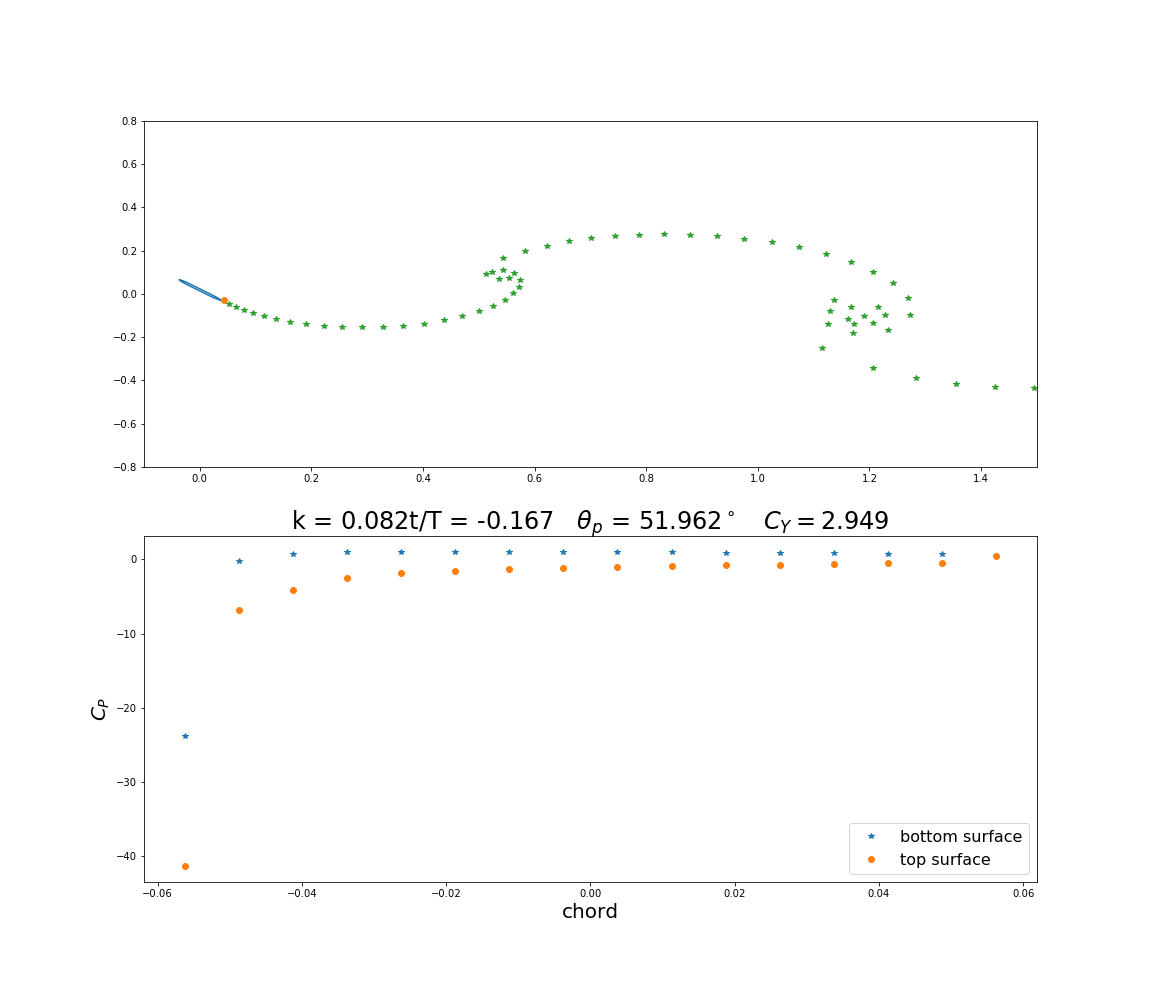 0.8
0.6
0.4
0.2
0.0
−0.2
−0.4
−0.6
−0.8
0.0 0.2 0.4 0.6 0.8 1.0 1.2 1.4
k = 0.082t/T = -0.167 θ_p = 51.962° C_Y = 2.949
0
−10
−20
−30
−40
C_P
bottom surface
top surface
−0.06 −0.04 −0.02 0.00 0.02 0.04 0.06
chord